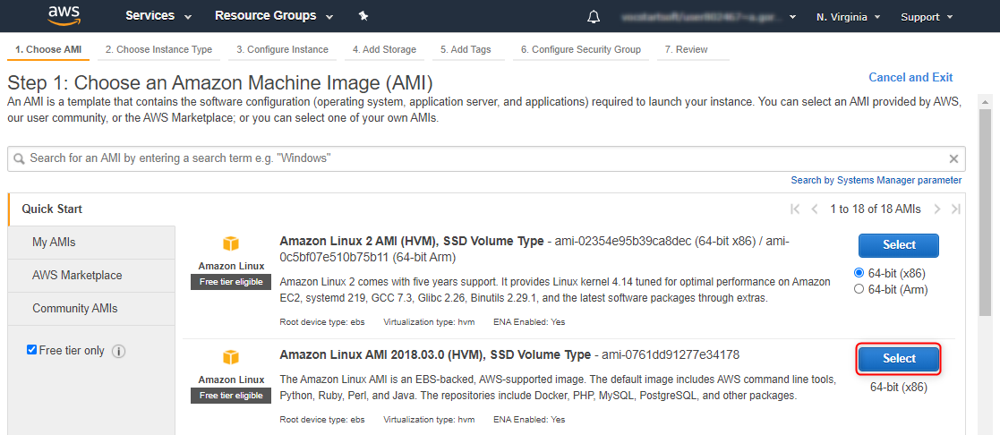 aws Services Resource Groups N. Virginia Support
1. Choose AMI 2. Choose Instance Type 3. Configure Instance 4. Add Storage 5. Add Tags 6. Configure Security Group 7. Review
Step 1: Choose an Amazon Machine Image (AMI)
Cancel and Exit
An AMI is a template that contains the software configuration (operating system, application server, and applications) required to launch your instance. You can select an AMI provided by AWS,
our user community, or the AWS Marketplace; or you can select one of your own AMIs.
Search for an AMI by entering a search term e.g. "Windows"
Search by Systems Manager parameter
Quick Start
My AMIs
AWS Marketplace
Community AMIs
Free tier only
1 to 18 of 18 AMIs
Amazon Linux
Free tier eligible
Amazon Linux 2 AMI (HVM), SSD Volume Type - ami-02354e95b39ca8dec (64-bit x86) / ami-
0c5bf07e510b75b11 (64-bit Arm)
Amazon Linux 2 comes with five years support. It provides Linux kernel 4.14 tuned for optimal performance on Amazon
EC2, systemd 219, GCC 7.3, Glibc 2.26, Binutils 2.29.1, and the latest software packages through extras.
Root device type: ebs Virtualization type: hvm ENA Enabled: Yes
Select
64-bit (x86)
64-bit (Arm)
Amazon Linux
Free tier eligible
Amazon Linux AMI 2018.03.0 (HVM), SSD Volume Type - ami-0761dd91277e34178
The Amazon Linux AMI is an EBS-backed, AWS-supported image. The default image includes AWS command line tools,
Python, Ruby, Perl, and Java. The repositories include Docker, PHP, MySQL, PostgreSQL, and other packages.
Root device type: ebs Virtualization type: hvm ENA Enabled: Yes
Select
64-bit (x86)